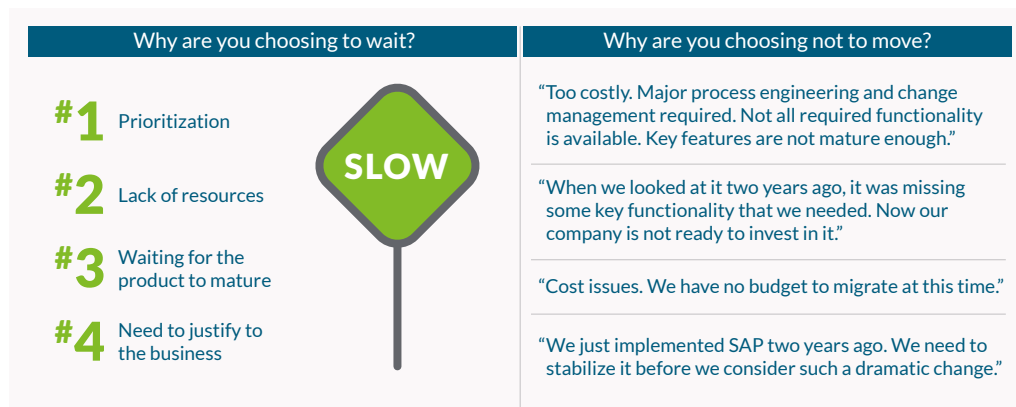 Why are you choosing to wait?
#1 Prioritization
#2 Lack of resources
#3 Waiting for the
product to mature
#4 Need to justify to
the business
SLOW
Why are you choosing not to move?
“Too costly. Major process engineering and change
management required. Not all required functionality
is available. Key features are not mature enough.”
“When we looked at it two years ago, it was missing
some key functionality that we needed. Now our
company is not ready to invest in it.”
“Cost issues. We have no budget to migrate at this time.”
“We just implemented SAP two years ago. We need to
stabilize it before we consider such a dramatic change.”